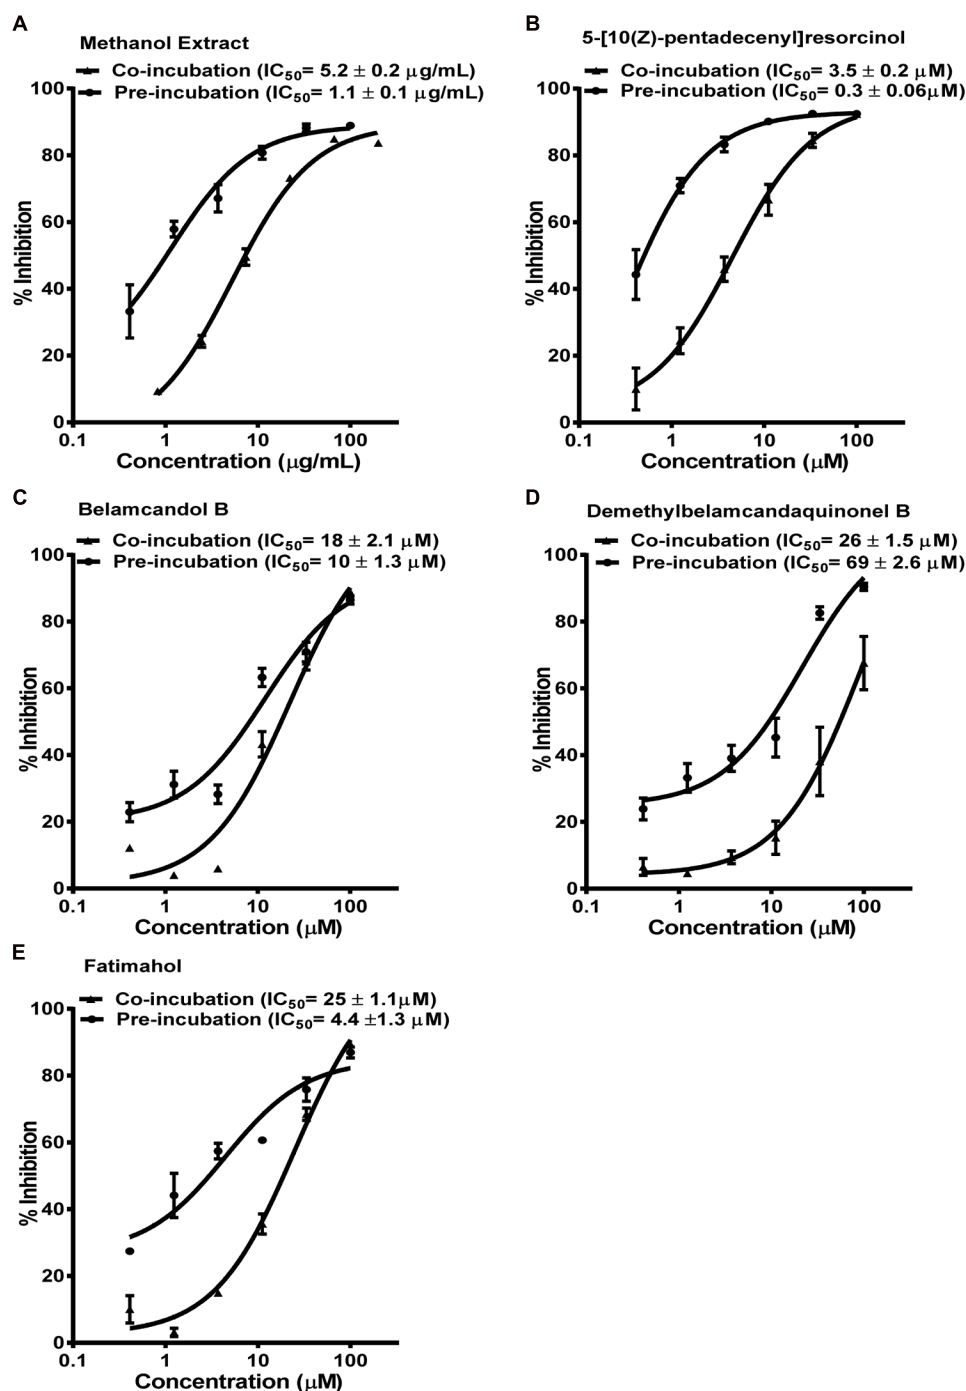 A
Methanol Extract
Co-incubation (IC50= 5.2 ± 0.2 μg/mL)
Pre-incubation (IC50= 1.1 ± 0.1 μg/mL)
100
80
60
40
20
0
% Inhibition
0.1 1 10 100
Concentration (μg/mL)
B
5-[10(Z)-pentadecenyl]resorcinol
Co-incubation (IC50= 3.5 ± 0.2 μM)
Pre-incubation (IC50= 0.3 ± 0.06μM)
100
80
60
40
20
0
% Inhibition
0.1 1 10 100
Concentration (μM)
C
Belamcandol B
Co-incubation (IC50= 18 ± 2.1 μM)
Pre-incubation (IC50= 10 ± 1.3 μM)
100
80
60
40
20
0
% Inhibition
0.1 1 10 100
Concentration (μM)
D
Demethylbelamcandaquinonel B
Co-incubation (IC50= 26 ± 1.5 μM)
Pre-incubation (IC50= 69 ± 2.6 μM)
100
80
60
40
20
0
% Inhibition
0.1 1 10 100
Concentration (μM)
E
Fatimahol
Co-incubation (IC50= 25 ± 1.1μM)
Pre-incubation (IC50= 4.4 ±1.3 μM)
100
80
60
40
20
0
% Inhibition
0.1 1 10 100
Concentration (μM)